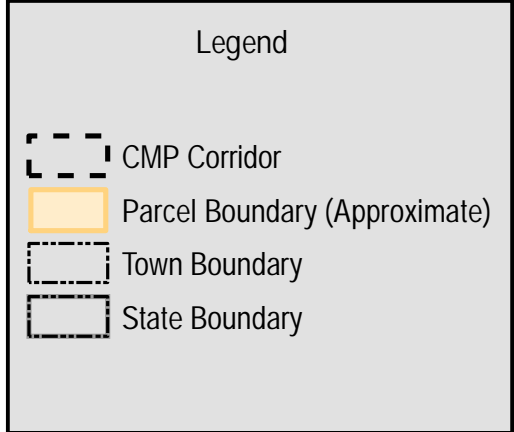 Legend
CMP Corridor
Parcel Boundary (Approximate)
Town Boundary
State Boundary